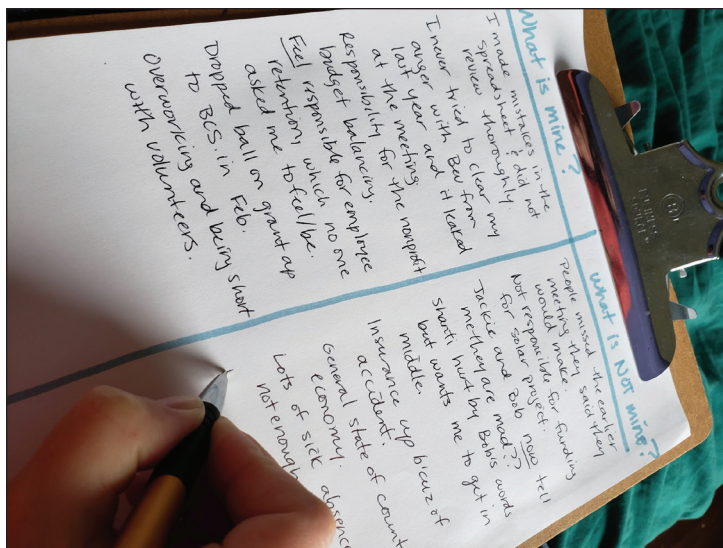 What is mine?
I made mistakes in the
spreadsheet & did not
review thoroughly.
I never tried to clear my
anger with Bev from
last year and it leaked
at the meeting.
Responsibility for the nonprofit
budget balancing.
Feel responsible for employee
retention, which no one
asked me to feel/be.
Dropped ball on grant app
to BCS in Feb.
Overworking and being short
with volunteers.
What is NOT mine?
People missed the earlier
meeting they said they
would make.
Not responsible for funding
for solar project.
Jackie and Bob now tell
me they are mad??
Shanti hurt by Bob's words
but wants me to get in
middle.
Insurance up bicuz of
accident.
General state of
economy.
Lots of sick
not enough